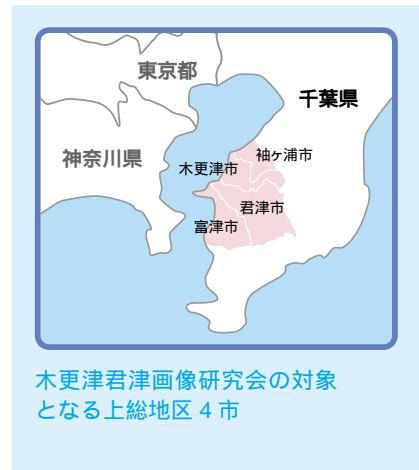 東京都
千葉県
神奈川県
袖ヶ浦市
木更津市
君津市
富津市
木更津君津画像研究会の対象
となる上総地区 4 市